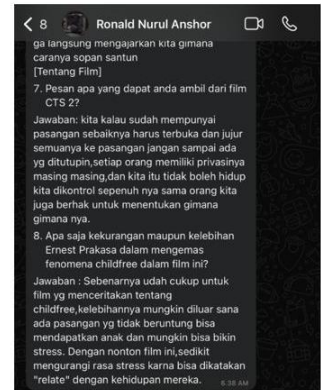 8 Ronald Nurul Anshor
ga langsung mengajarkan kita gimana
caranya sopan santun
[Tentang Film]
7. Pesan apa yang dapat anda ambil dari film
CTS 2?
Jawaban: kita kalau sudah mempunyai
pasangan sebaiknya harus terbuka dan jujur
semuanya ke pasangan jangan sampai ada
yg ditutupin,setiap orang memiliki privasinya
masing masing,dan kita itu tidak boleh hidup
kita dikontrol sepenuh nya sama orang kita
juga berhak untuk menentukan gimana
gimana nya.
8. Apa saja kekurangan maupun kelebihan
Ernest Prakasa dalam mengemas
fenomena childfree dalam film ini?
Jawaban : Sebenarnya udah cukup untuk
film yg menceritakan tentang
childfree,kelebihannya mungkin diluar sana
ada pasangan yg tidak beruntung bisa
mendapatkan anak dan mungkin bisa bikin
stress. Dengan nonton film ini,sedikit
mengurangi rasa stress karna bisa dikatakan
"relate" dengan kehidupan mereka. 6.38 AM